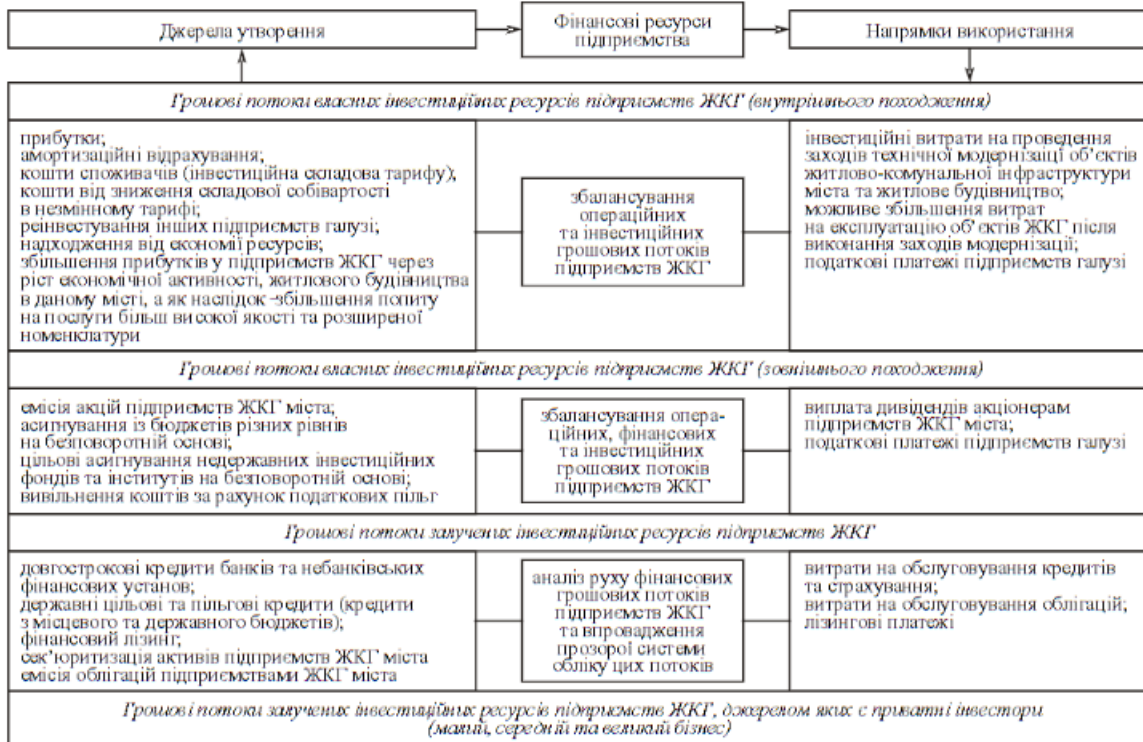 Джерела утворення
Фінансові ресурси
підприємства
Напрямки використання
Грошові потоки власних інвестиційних ресурсів підприємств ЖКГ (внутрішнього походження)
прибутки;
амортизаційні відрахування;
кошти споживачів (інвестиційна складова тарифу);
кошти від зниження складової собівартості
в незмінному тарифі;
реінвестування інших підприємств галузі;
надходження від економії ресурсів;
збільшення прибутків у підприємств ЖКГ через
ріст економічної активності, житлового будівництва
в даному місті, а як наслідок –збільшення попиту
на послуги більш високої якості та розширеної
номенклатури
збалансування
операційних
та інвестиційних
грошових потоків
підприємств ЖКГ
інвестиційні витрати на проведення
заходів технічної модернізаіції об’єктів
житлово-комунальної інфраструктури
міста та житлове будівництво;
можливе збільшення витрат
на експлуатацію об’єктів ЖКГ після
виконання заходів модернізації;
податкові платежі підприємств галузі
Грошові потоки власних інвестиційних ресурсів підприємств ЖКГ (зовнішнього походження)
емісія акцій підприємств ЖКГ міста;
асигнування із бюджетів різних рівнів
на безповоротній основі;
цільові асигнування недержавних інвестиційних
фондів та інститутів на безповоротній основі;
вивільнення коштів за рахунок податкових пільг
збалансування опера-
ційних, фінансових
та інвестиційних
грошових потоків
підприємств ЖКГ
виплата дивідендів акціонерам
підприємств ЖКГ міста;
податкові платежі підприємств галузі
Грошові потоки залучених інвестиційних ресурсів підприємств ЖКГ
довгострокові кредити банків та небанківських
фінансових установ;
державні цільові та пільгові кредити (кредити
з місцевого та державного бюджетів);
фінансовий лізинг;
сек’юритизація активів підприємств ЖКГ міста
емісія облігацій підприємствами ЖКГ міста
аналіз руху фінансових
грошових потоків
підприємств ЖКГ
та впровадження
прозорої системи
обліку цих потоків
витрати на обслуговування кредитів
та страхування;
витрати на обслуговування облігацій;
лізингові платежі
Грошові потоки залучених інвестиційних ресурсів підприємств ЖКГ, джерелом яких є приватні інвестори
(малий, середній та великий бізнес)